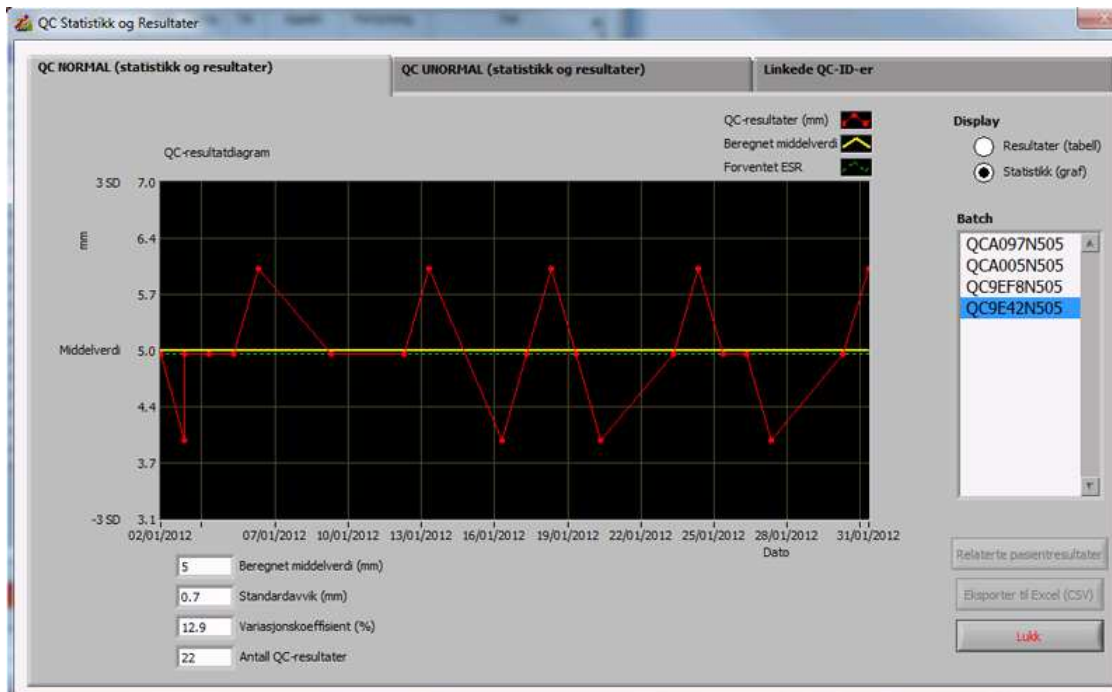 QC Statistikk og Resultater
QC NORMAL (statistikk og resultater)
QC UNORMAL (statistikk og resultater)
Linkede QC-ID-er
QC-resultater (mm)
Beregnet middelverdi
Forventet ESR
QC-resultatdiagram
3 SD 7.0
mm
6.4
5.7
Middelverdi 5.0
4.4
3.7
-3 SD 3.1
02/01/2012 07/01/2012 10/01/2012 13/01/2012 16/01/2012 19/01/2012 22/01/2012 25/01/2012 28/01/2012 31/01/2012
Dato
Display
Resultater (tabell)
Statistikk (graf)
Batch
QCA097N505
QCA005N505
QC9EF8N505
QC9E42N505
5 Beregnet middelverdi (mm)
0.7 Standardavvik (mm)
12.9 Variasjonskoeffisient (%)
22 Antall QC-resultater
Relaterte pasientresultater
Eksporter til Excel (CSV)
Lukk